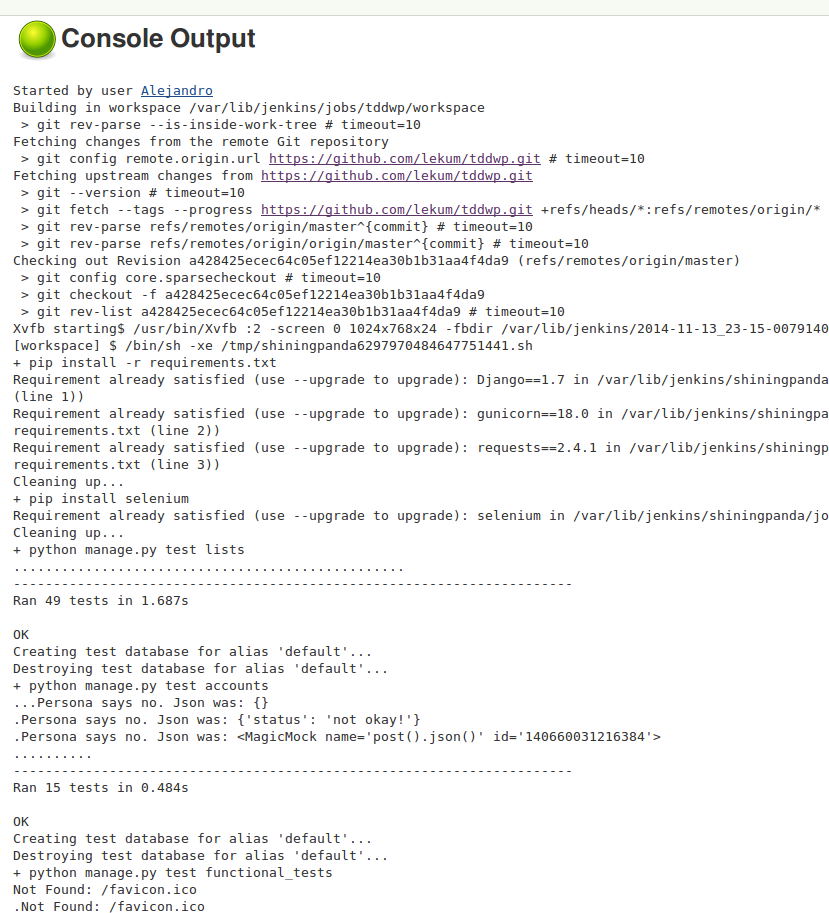 Console Output
Started by user Alejandro
Building in workspace /var/lib/jenkins/jobs/tddwp/workspace
 > git rev-parse --is-inside-work-tree # timeout=10
Fetching changes from the remote Git repository
 > git config remote.origin.url https://github.com/lekum/tddwp.git # timeout=10
Fetching upstream changes from https://github.com/lekum/tddwp.git
 > git --version # timeout=10
 > git fetch --tags --progress https://github.com/lekum/tddwp.git +refs/heads/*:refs/remotes/origin/*
 > git rev-parse refs/remotes/origin/master^{commit} # timeout=10
 > git rev-parse refs/remotes/origin/origin/master^{commit} # timeout=10
Checking out Revision a428425ecec64c05ef12214ea30b1b31aa4f4da9 (refs/remotes/origin/master)
 > git config core.sparsecheckout # timeout=10
 > git checkout -f a428425ecec64c05ef12214ea30b1b31aa4f4da9
 > git rev-list a428425ecec64c05ef12214ea30b1b31aa4f4da9 # timeout=10
Xvfb starting$ /usr/bin/Xvfb :2 -screen 0 1024x768x24 -fbdir /var/lib/jenkins/2014-11-13_23-15-0079140
[workspace] $ /bin/sh -xe /tmp/shiningpanda6297970484647751441.sh
+ pip install -r requirements.txt
Requirement already satisfied (use --upgrade to upgrade): Django==1.7 in /var/lib/jenkins/shiningpanda
(line 1))
Requirement already satisfied (use --upgrade to upgrade): gunicorn==18.0 in /var/lib/jenkins/shiningpa
requirements.txt (line 2))
Requirement already satisfied (use --upgrade to upgrade): requests==2.4.1 in /var/lib/jenkins/shiningp
requirements.txt (line 3))
Cleaning up...
+ pip install selenium
Requirement already satisfied (use --upgrade to upgrade): selenium in /var/lib/jenkins/shiningpanda/jo
Cleaning up...
+ python manage.py test lists
.................................................
----------------------------------------------------------------------
Ran 49 tests in 1.687s
OK
Creating test database for alias 'default'...
Destroying test database for alias 'default'...
+ python manage.py test accounts
...Persona says no. Json was: {}
.Persona says no. Json was: {'status': 'not okay!'}
.Persona says no. Json was: <MagicMock name='post().json()' id='140660031216384'>
..........
----------------------------------------------------------------------
Ran 15 tests in 0.484s
OK
Creating test database for alias 'default'...
Destroying test database for alias 'default'...
+ python manage.py test functional_tests
Not Found: /favicon.ico
.Not Found: /favicon.ico